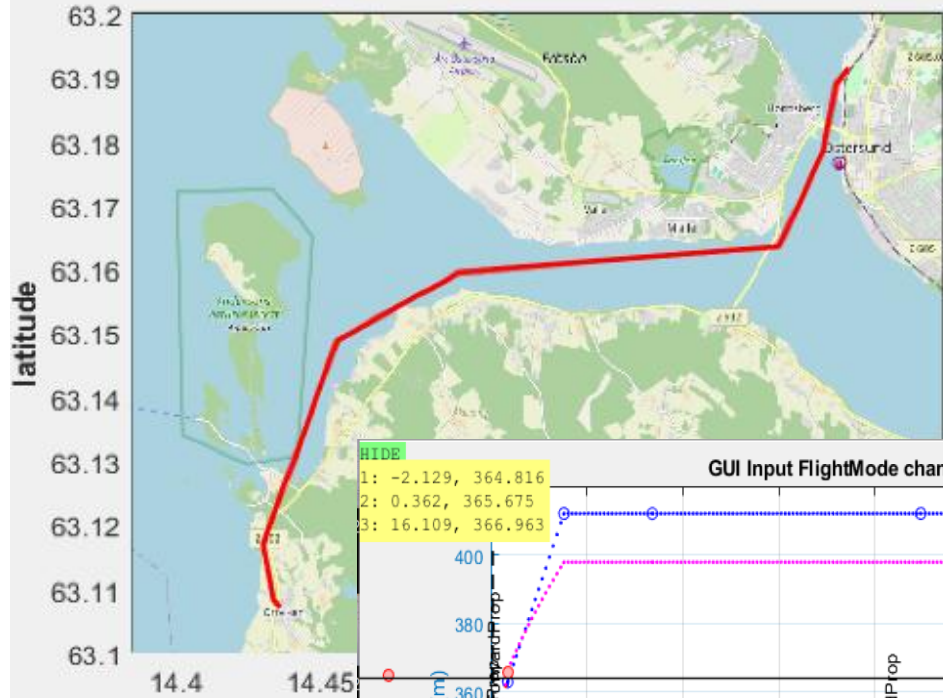 63.2
63.19
63.18
63.17
63.16
63.15
63.14
63.13
63.12
63.11
63.1
latitude
14.4
14.45
Östersund
Valla
HIDE
1: -2.129, 364.816
2: 0.362, 365.675
3: 16.109, 366.963
GUI Input FlightMode char
400
380
360
m)
Prop